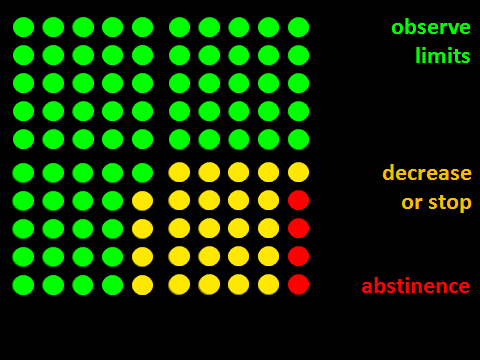 observe
limits
decrease
or stop
abstinence